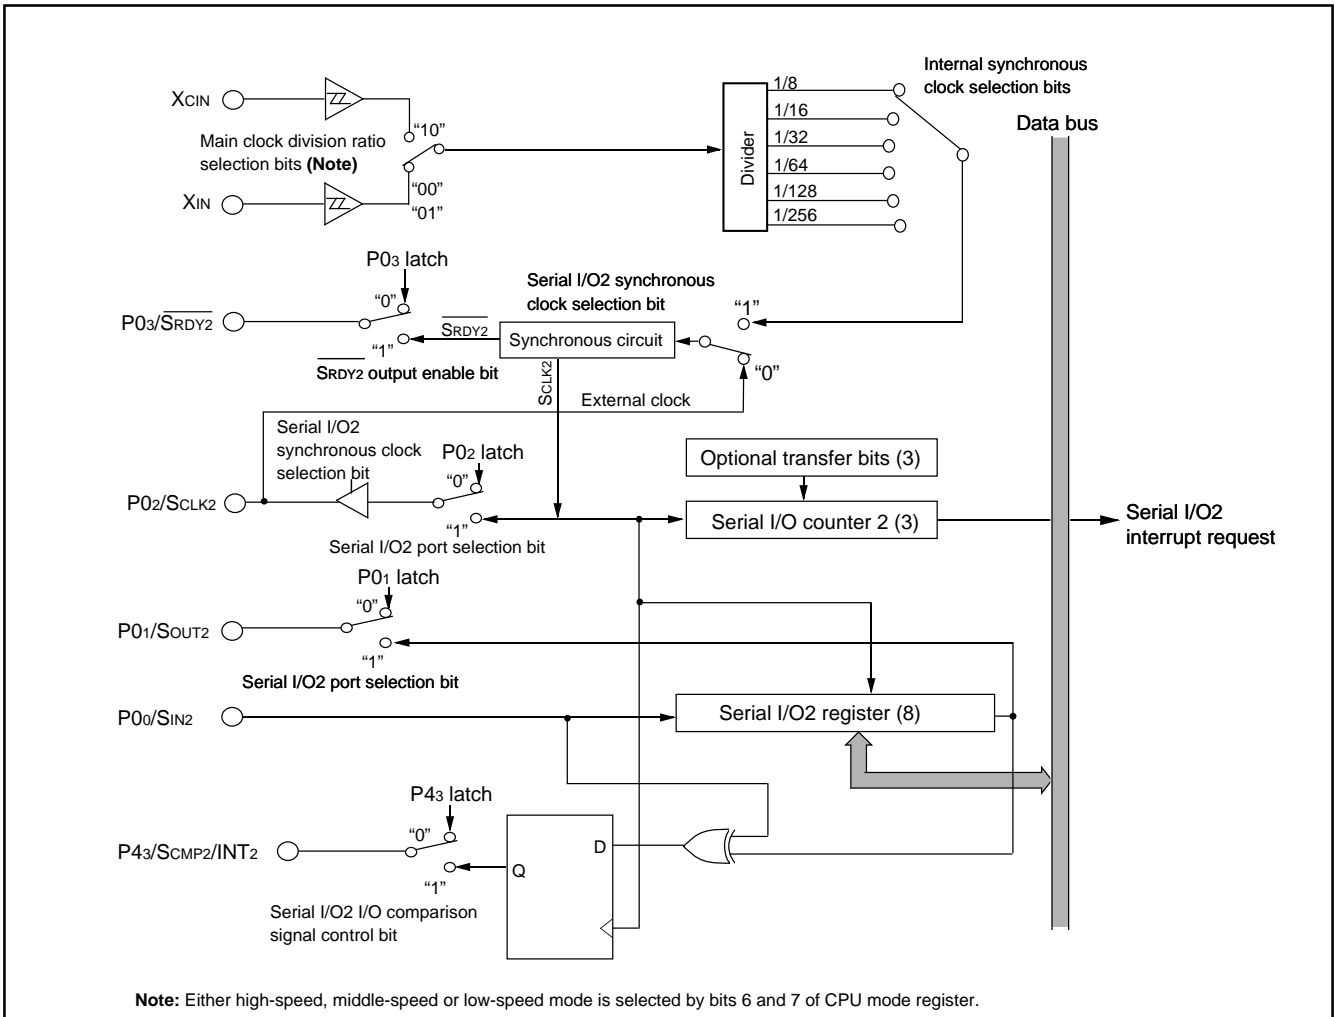 XCIN
“10”
Main clock division ratio
selection bits (Note)
“00”
“01”
XIN
Divider
1/8
1/16
1/32
1/64
1/128
1/256
Internal synchronous
clock selection bits
Data bus
P03 latch
“0”
P03/SRDY2
“1”
SRDY2
SRDY2 output enable bit
Serial I/O2 synchronous
clock selection bit
Synchronous circuit
“1”
“0”
SCLK2
External clock
Serial I/O2
synchronous clock
selection bit
P02 latch
“0”
P02/SCLK2
“1”
Serial I/O2 port selection bit
Optional transfer bits (3)
Serial I/O counter 2 (3)
Serial I/O2
interrupt request
P01 latch
“0”
P01/SOUT2
“1”
Serial I/O2 port selection bit
P00/SIN2
Serial I/O2 register (8)
P43 latch
“0”
P43/SCMP2/INT2
“1”
D
Q
Serial I/O2 I/O comparison
signal control bit
Note: Either high-speed, middle-speed or low-speed mode is selected by bits 6 and 7 of CPU mode register.